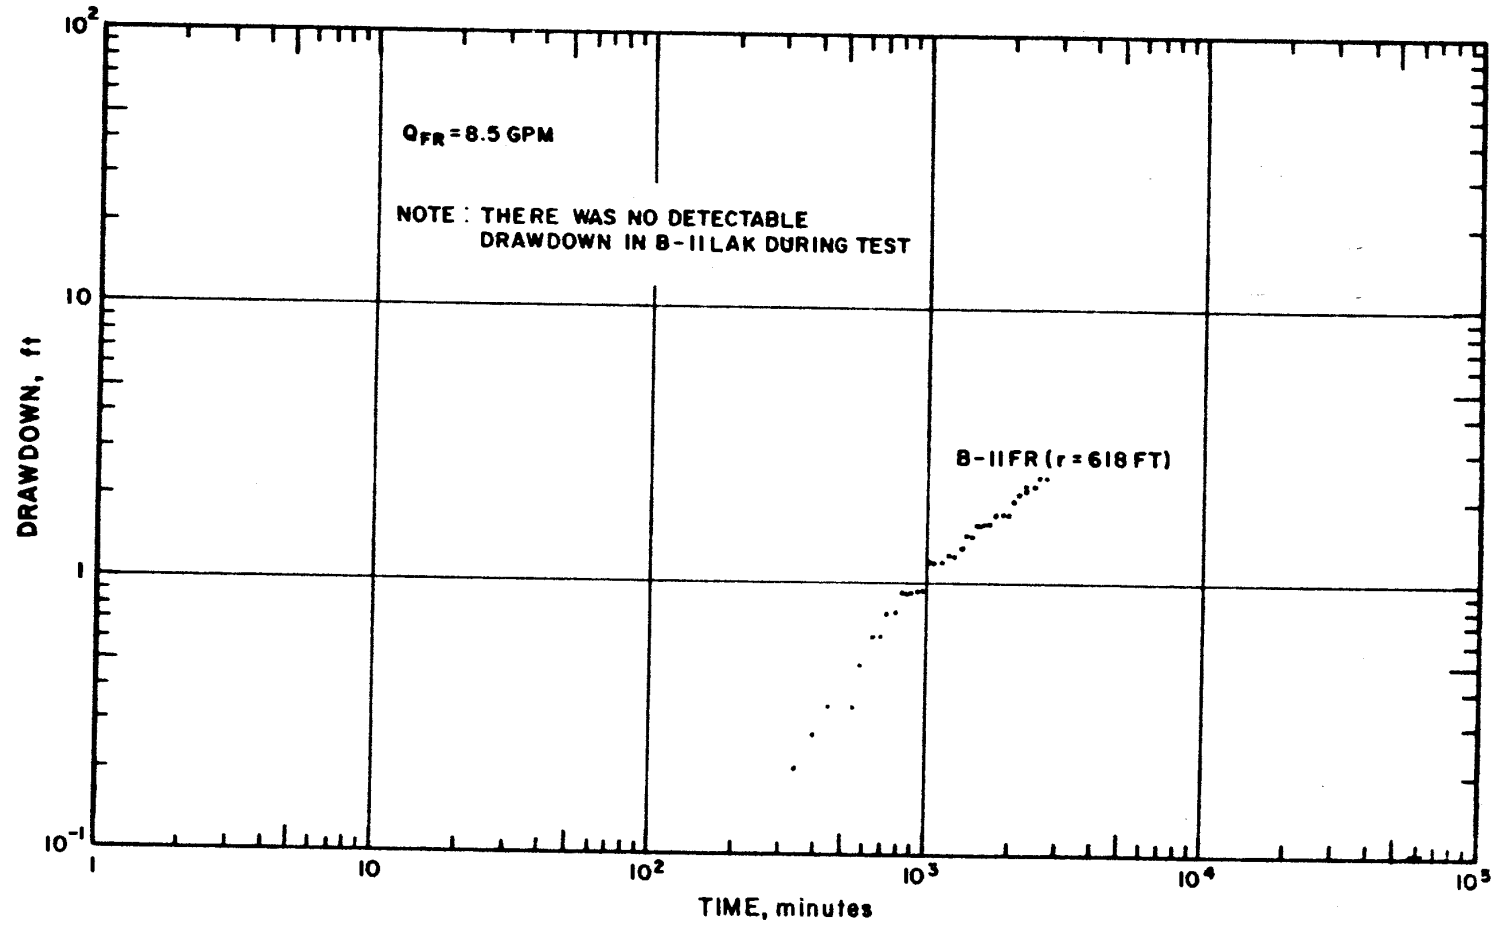 10²
Q_FR = 8.5 GPM
NOTE : THERE WAS NO DETECTABLE
DRAWDOWN IN B-11LAK DURING TEST
10
DRAWDOWN, ft
B-11FR (r = 618 FT)
1
10⁻¹
1 10 10² 10³ 10⁴ 10⁵
TIME, minutes